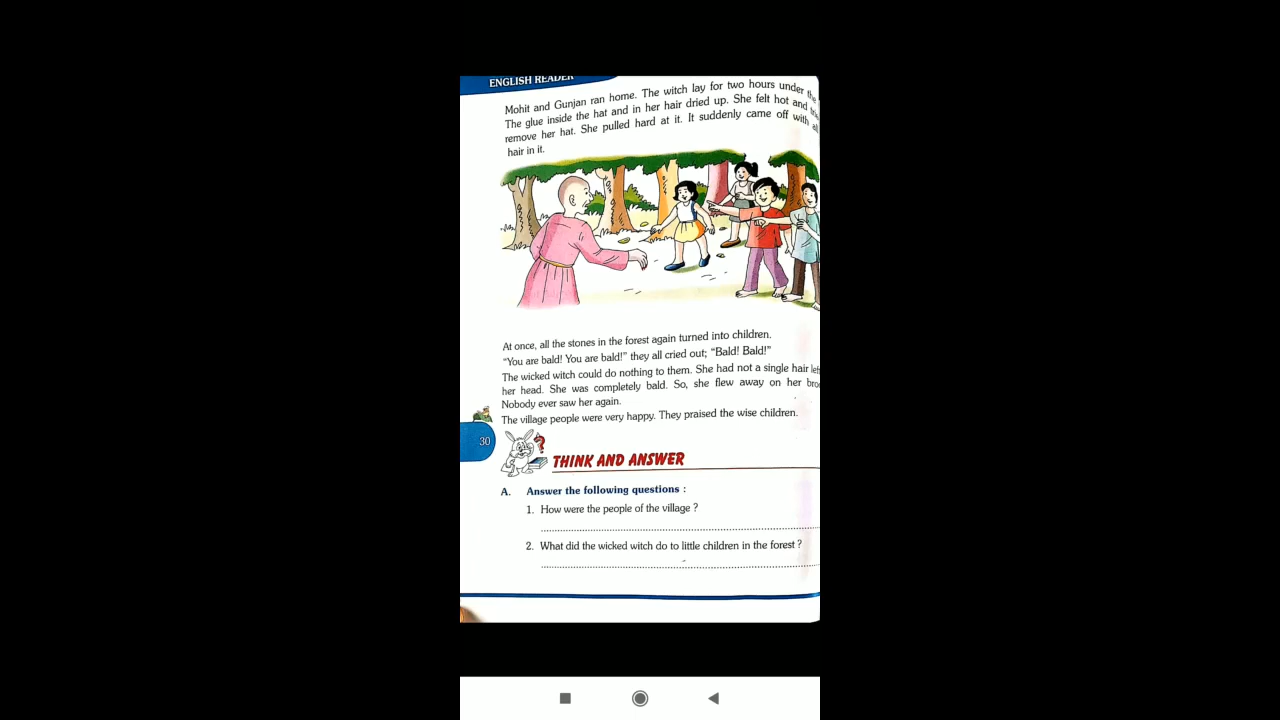 ENGLISH READER
Mohit and Gunjan ran home. The witch lay for two hours under the
The glue inside the hat and in her hair dried up. She felt hot and
remove her hat. She pulled hard at it. It suddenly came off with all
hair in it.
At once, all the stones in the forest again turned into children.
“You are bald! You are bald!” they all cried out; “Bald! Bald!”
The wicked witch could do nothing to them. She had not a single hair
her head. She was completely bald. So, she flew away on her
Nobody ever saw her again.
The village people were very happy. They praised the wise children.
30
?
THINK AND ANSWER
A. Answer the following questions :
1. How were the people of the village ?
2. What did the wicked witch do to little children in the forest ?